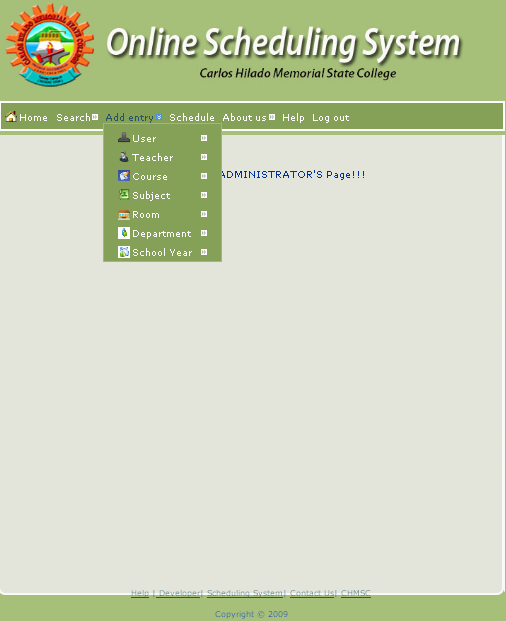 Online Scheduling System
Carlos Hilado Memorial State College
Home Search Add entry Schedule About us Help Log out
User
Teacher
ADMINISTRATOR'S Page!!!
Course
Subject
Room
Department
School Year
Help | Developer| Scheduling System| Contact Us| CHMSC
Copyright © 2009